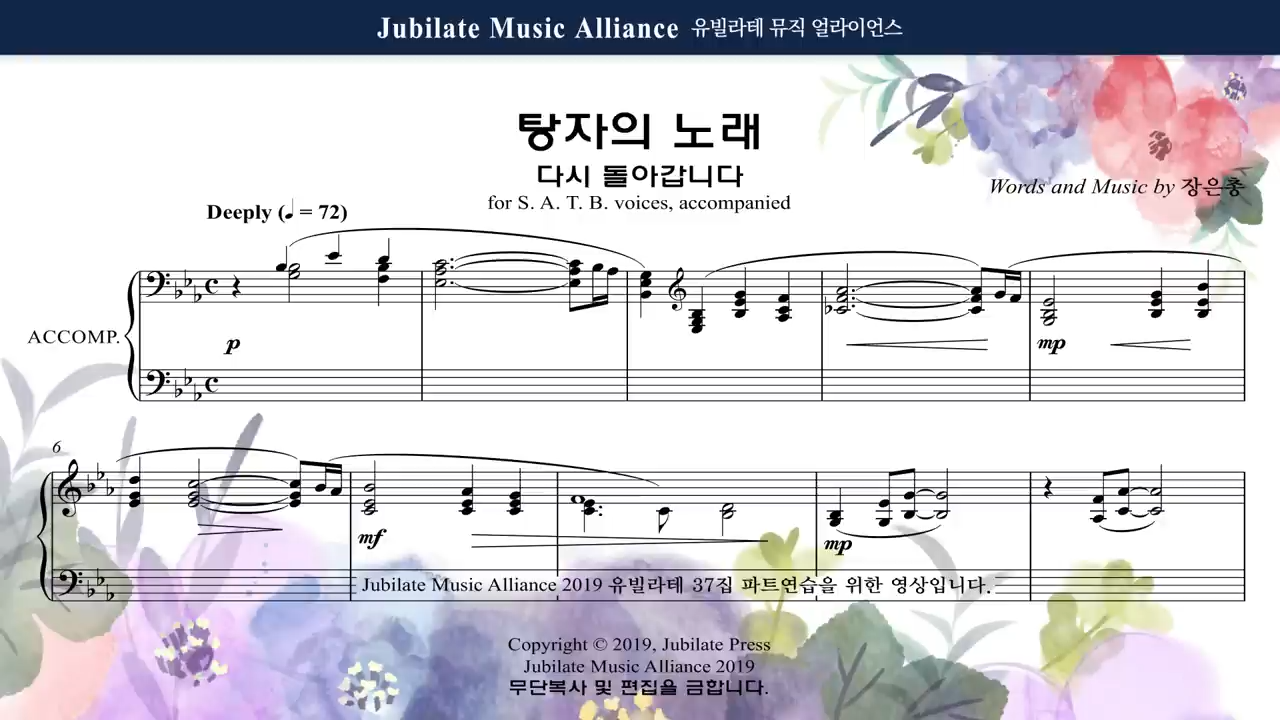 Jubilate Music Alliance 유빌라테 뮤직 얼라이언스
탕자의 노래
다시 돌아갑니다
for S. A. T. B. voices, accompanied
Words and Music by 장은총
Deeply (♩ = 72)
ACCOMP.
p
mp
6
mf
mp
Jubilate Music Alliance 2019 유빌라테 37집 파트연습을 위한 영상입니다.
Copyright © 2019, Jubilate Press
Jubilate Music Alliance 2019
무단복사 및 편집을 금합니다.